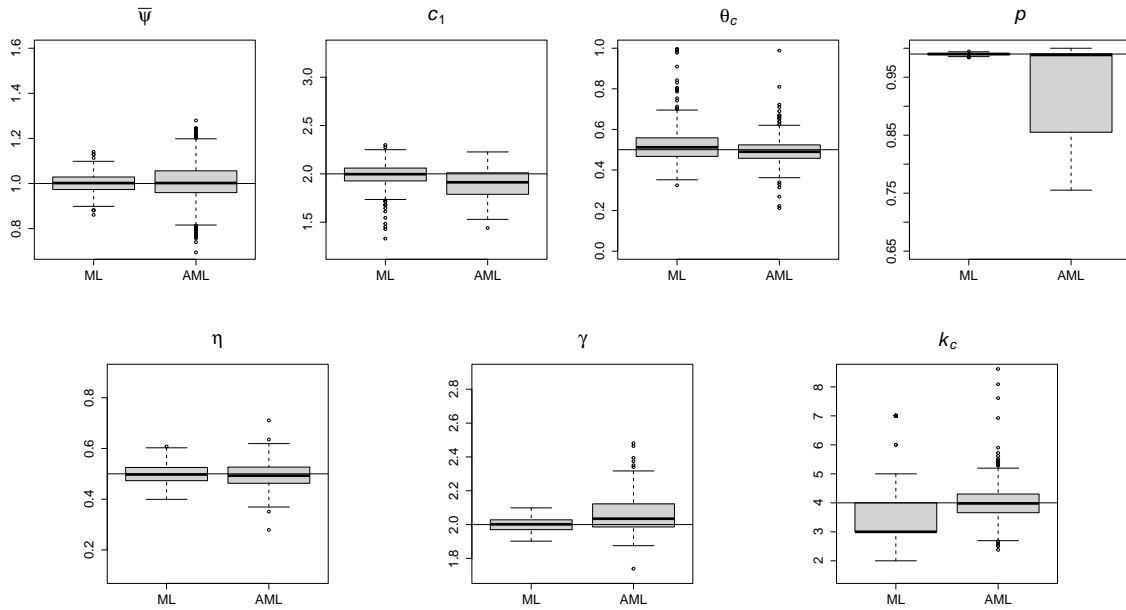 ψ̅
0.8 1.0 1.2 1.4 1.6
ML AML
c₁
1.5 2.0 2.5 3.0
ML AML
θ_c
0.0 0.2 0.4 0.6 0.8 1.0
ML AML
p
0.65 0.75 0.85 0.95
ML AML
η
0.2 0.4 0.6 0.8
ML AML
γ
1.8 2.0 2.2 2.4 2.6 2.8
ML AML
k_c
2 3 4 5 6 7 8
ML AML